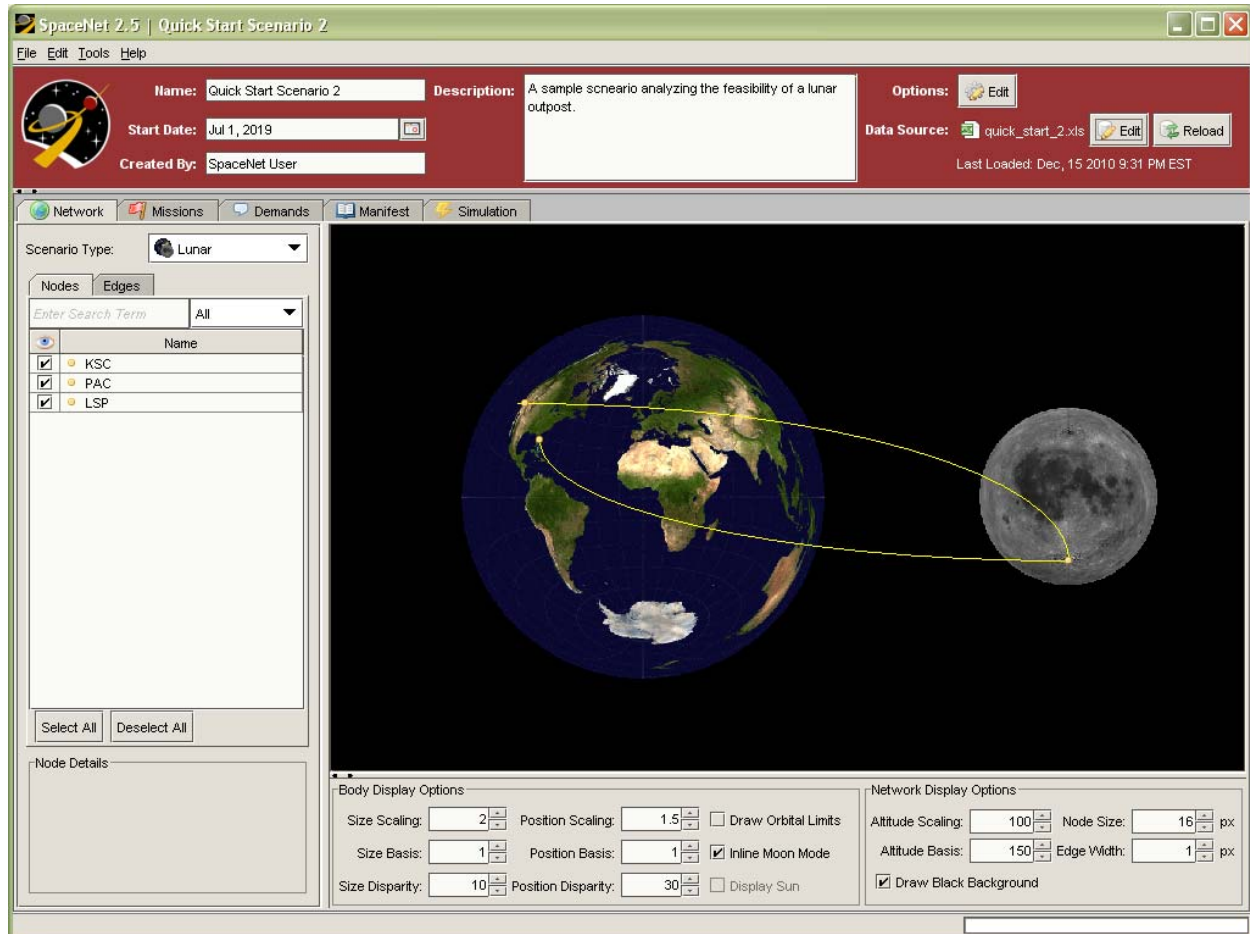 SpaceNet 2.5 | Quick Start Scenario 2
File Edit Tools Help
Name: Quick Start Scenario 2
Start Date: Jul 1, 2019
Created By: SpaceNet User
Description: A sample scneario analyzing the feasibility of a lunar
outpost.
Options: Edit
Data Source: quick_start_2.xls Edit Reload
Last Loaded: Dec, 15 2010 9:31 PM EST
Network Missions Demands Manifest Simulation
Scenario Type: Lunar
Nodes Edges
Enter Search Term All
Name
KSC
PAC
LSP
Select All Deselect All
Node Details
Body Display Options
Size Scaling: 2 Position Scaling: 1.5 Draw Orbital Limits
Size Basis: 1 Position Basis: 1 Inline Moon Mode
Size Disparity: 10 Position Disparity: 30 Display Sun
Network Display Options
Altitude Scaling: 100 Node Size: 16 px
Altitude Basis: 150 Edge Width: 1 px
Draw Black Background